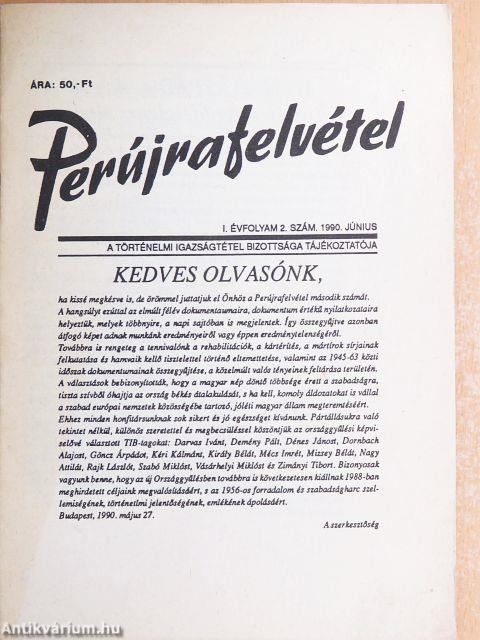 ÁRA: 50,-Ft
Perújrafelvétel
I. ÉVFOLYAM 2. SZÁM. 1990. JÚNIUS
A TÖRTÉNELMI IGAZSÁGTÉTEL BIZOTTSÁGA TÁJÉKOZTATÓJA
KEDVES OLVASÓNK,
ha kissé megkésve is, de örömmel juttatjuk el Önhöz a Perújrafelvétel második számát.
A hangsúlyt ezúttal az elmúlt félév dokumentumaira, dokumentum értékű nyilatkozataira
helyeztük, melyek többnyire, a napi sajtóban is megjelentek. Így összegyűjtve azonban
átfogó képet adnak munkánk eredményeiről vagy éppen eredménytelenségéről.
Továbbra is rengeteg a tennivalónk a rehabilitációk, a kártérítés, a mártírok sírjainak
felkutatása és hamvaik kellő tisztelettel történő eltemettetése, valamint az 1945-63 közti
időszak dokumentumainak összegyűjtése, a közelmúlt valós tényeinek feltárása területén.
A választások bebizonyították, hogy a magyar nép döntő többsége érett a szabadságra,
tiszta szívből óhajtja az ország békés átalakulását, s ha kell, komoly áldozatokat is vállal
a szabad európai nemzetek közösségébe tartozó, jóléti magyar állam megteremtéséért.
Ehhez minden honfitársunknak sok sikert és jó egészséget kívánunk. Pártállásukra való
tekintet nélkül, különös szeretettel és megbecsüléssel köszöntjük az országgyűlési képvi-
selővé választott TIB-tagokat: Darvas Ivánt, Demény Pált, Dénes Jánost, Dornbach
Alajost, Göncz Árpádot, Kéri Kálmánt, Király Bélát, Mécs Imrét, Mizsey Bélát, Nagy
Attilát, Rajk Lászlót, Szabó Miklóst, Vásárhelyi Miklóst és Zimányi Tibort. Bizonyosak
vagyunk benne, hogy az új Országgyűlésben továbbra is következetesen kiállnak 1988-ban
meghirdetett céljaink megvalósításáért, s az 1956-os forradalom és szabadságharc szel-
lemiségének, történetilmi jelentőségének, emlékének ápolásáért.
Budapest, 1990. május 27.
A szerkesztőség
Antikvárium.hu